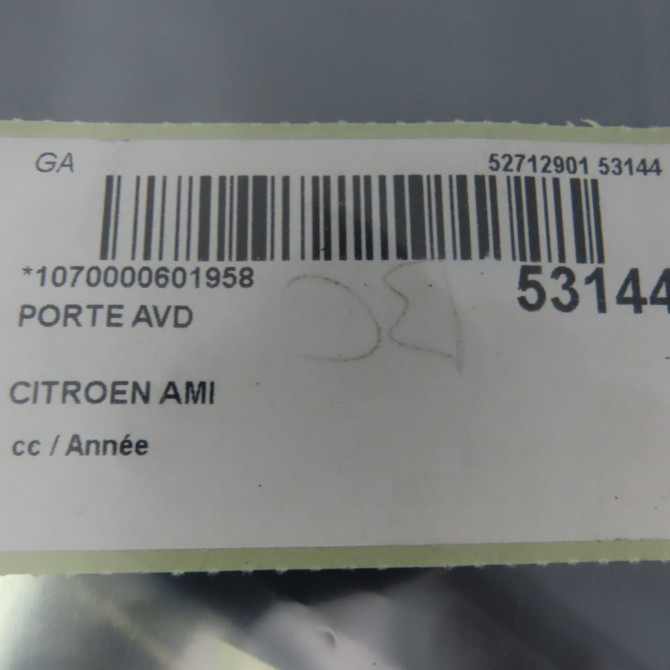 GA
52712901 53144
*1070000601958
53144
PORTE AVD
CITROEN AMI
cc / Année